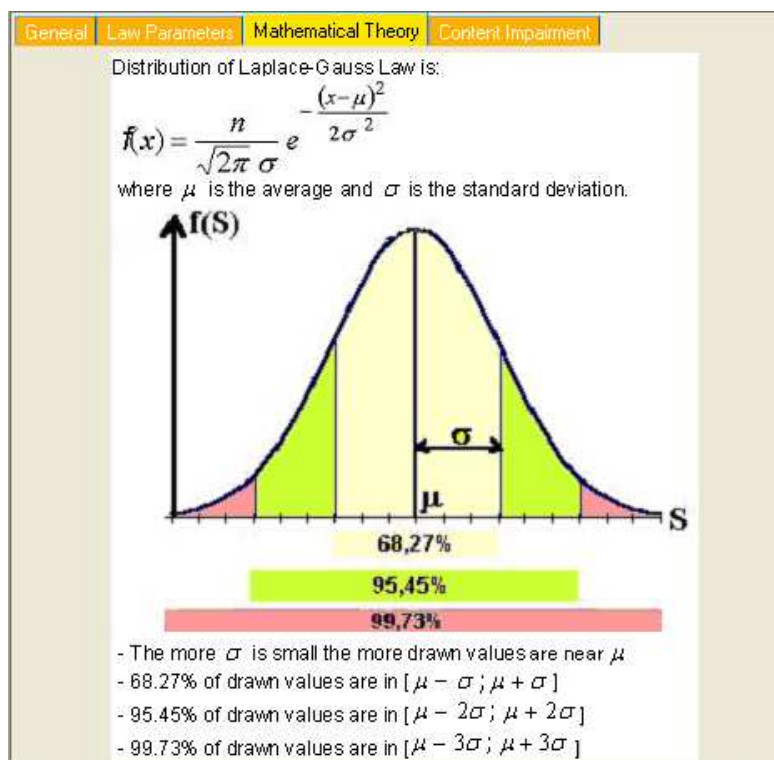 General Law Parameters Mathematical Theory Content Impairment
Distribution of Laplace-Gauss Law is:
f(x) = n / (√2π σ) e^(-(x-μ)² / 2σ²)
where μ is the average and σ is the standard deviation.
f(S)
σ
μ
S
68,27%
95,45%
99,73%
- The more σ is small the more drawn values are near μ
- 68.27% of drawn values are in [ μ - σ ; μ + σ ]
- 95.45% of drawn values are in [ μ - 2σ ; μ + 2σ ]
- 99.73% of drawn values are in [ μ - 3σ ; μ + 3σ ]